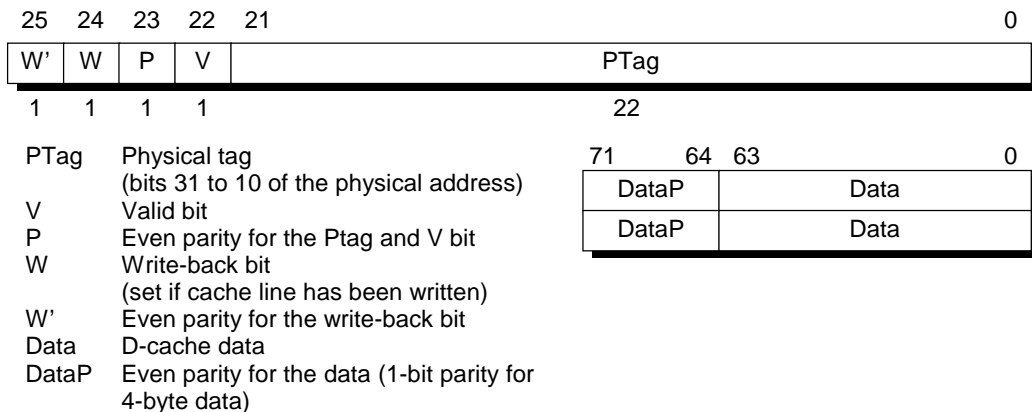 25 24 23 22 21 0
W' W P V PTag
1 1 1 1 22
PTag Physical tag
(bits 31 to 10 of the physical address)
V Valid bit
P Even parity for the Ptag and V bit
W Write-back bit
(set if cache line has been written)
W' Even parity for the write-back bit
Data D-cache data
DataP Even parity for the data (1-bit parity for
4-byte data)
71 64 63 0
DataP Data
DataP Data